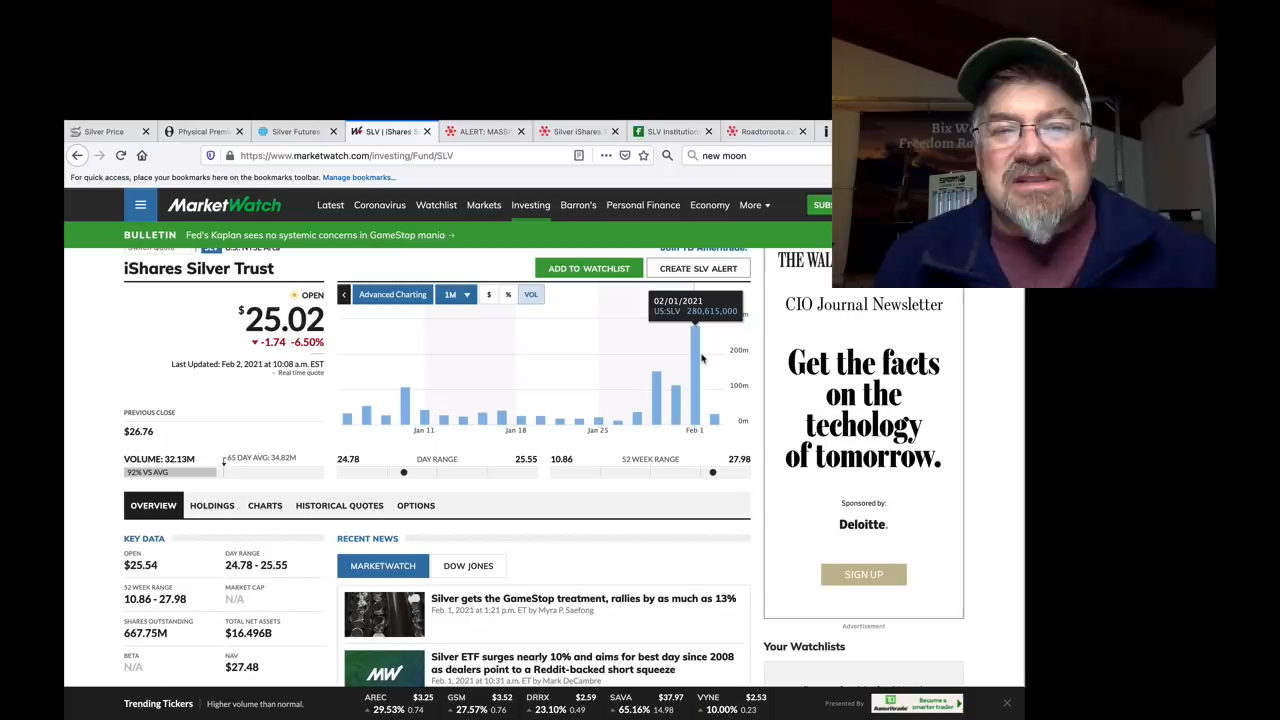 Silver Price
Physical Premi
Silver Futures
SLV | iShares S
ALERT: MASSI
Silver iShares
SLV Institution
Roadtoroota.c
https://www.marketwatch.com/investing/Fund/SLV
new moon
For quick access, place your bookmarks here on the bookmarks toolbar. Manage bookmarks...
MarketWatch Latest Coronavirus Watchlist Markets Investing Barron's Personal Finance Economy More SUBS
BULLETIN Fed's Kaplan sees no systemic concerns in GameStop mania →
iShares Silver Trust
ADD TO WATCHLIST
CREATE SLV ALERT
OPEN
$25.02
-1.74 -6.50%
Last Updated: Feb 2, 2021 at 10:08 a.m. EST
- Real time quote
PREVIOUS CLOSE
$26.76
VOLUME: 32.13M
65 DAY AVG: 34.82M
92% VS AVG
Advanced Charting
1M
$
%
VOL
02/01/2021
US:SLV 280,615,000
200m
100m
0m
Jan 11 Jan 18 Jan 25 Feb 1
24.78 DAY RANGE 25.55
10.86 52 WEEK RANGE 27.98
OVERVIEW HOLDINGS CHARTS HISTORICAL QUOTES OPTIONS
KEY DATA
OPEN
$25.54
DAY RANGE
24.78 - 25.55
52 WEEK RANGE
10.86 - 27.98
MARKET CAP
N/A
SHARES OUTSTANDING
667.75M
TOTAL NET ASSETS
$16.496B
BETA
N/A
NAV
$27.48
RECENT NEWS
MARKETWATCH
DOW JONES
Silver gets the GameStop treatment, rallies by as much as 13%
Feb. 1, 2021 at 1:21 p.m. ET by Myra P. Saefong
MW
Silver ETF surges nearly 10% and aims for best day since 2008
as dealers point to a Reddit-backed short squeeze
Feb. 1, 2021 at 10:31 a.m. ET by Mark DeCambre
THE WAL
CIO Journal Newsletter
Get the facts
on the
techology
of tomorrow.
Sponsored by:
Deloitte.
SIGN UP
Advertisement
Your Watchlists
Trending Tickers
Higher volume than normal.
AREC $3.25
29.53% 0.74
GSM $3.52
27.57% 0.76
DRRX $2.59
23.10% 0.49
SAVA $37.97
65.16% 14.98
VYNE $2.53
10.00% 0.23
Presented By
TD Ameritrade
Become a
smarter trader
Bix W
Freedom Ro